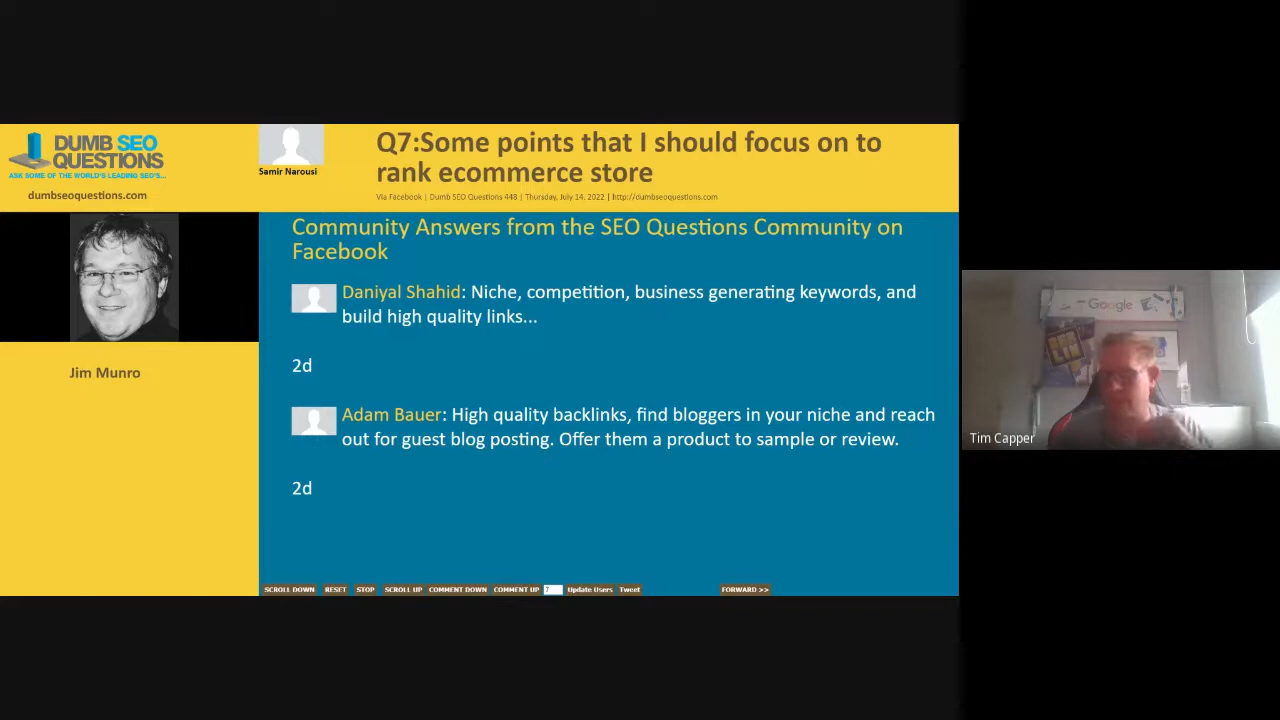 DUMB SEO
QUESTIONS
ASK SOME OF THE WORLD'S LEADING SEO'S...
dumbseoquestions.com
Samir Narousi
Q7:Some points that I should focus on to
rank ecommerce store
Via Facebook | Dumb SEO Questions 448 | Thursday, July 14, 2022 | http://dumbseoquestions.com
Jim Munro
Community Answers from the SEO Questions Community on
Facebook
Daniyal Shahid: Niche, competition, business generating keywords, and
build high quality links...
2d
Adam Bauer: High quality backlinks, find bloggers in your niche and reach
out for guest blog posting. Offer them a product to sample or review.
2d
SCROLL DOWN RESET STOP SCROLL UP COMMENT DOWN COMMENT UP 7 Update Users Tweet FORWARD >>
Google
Tim Capper